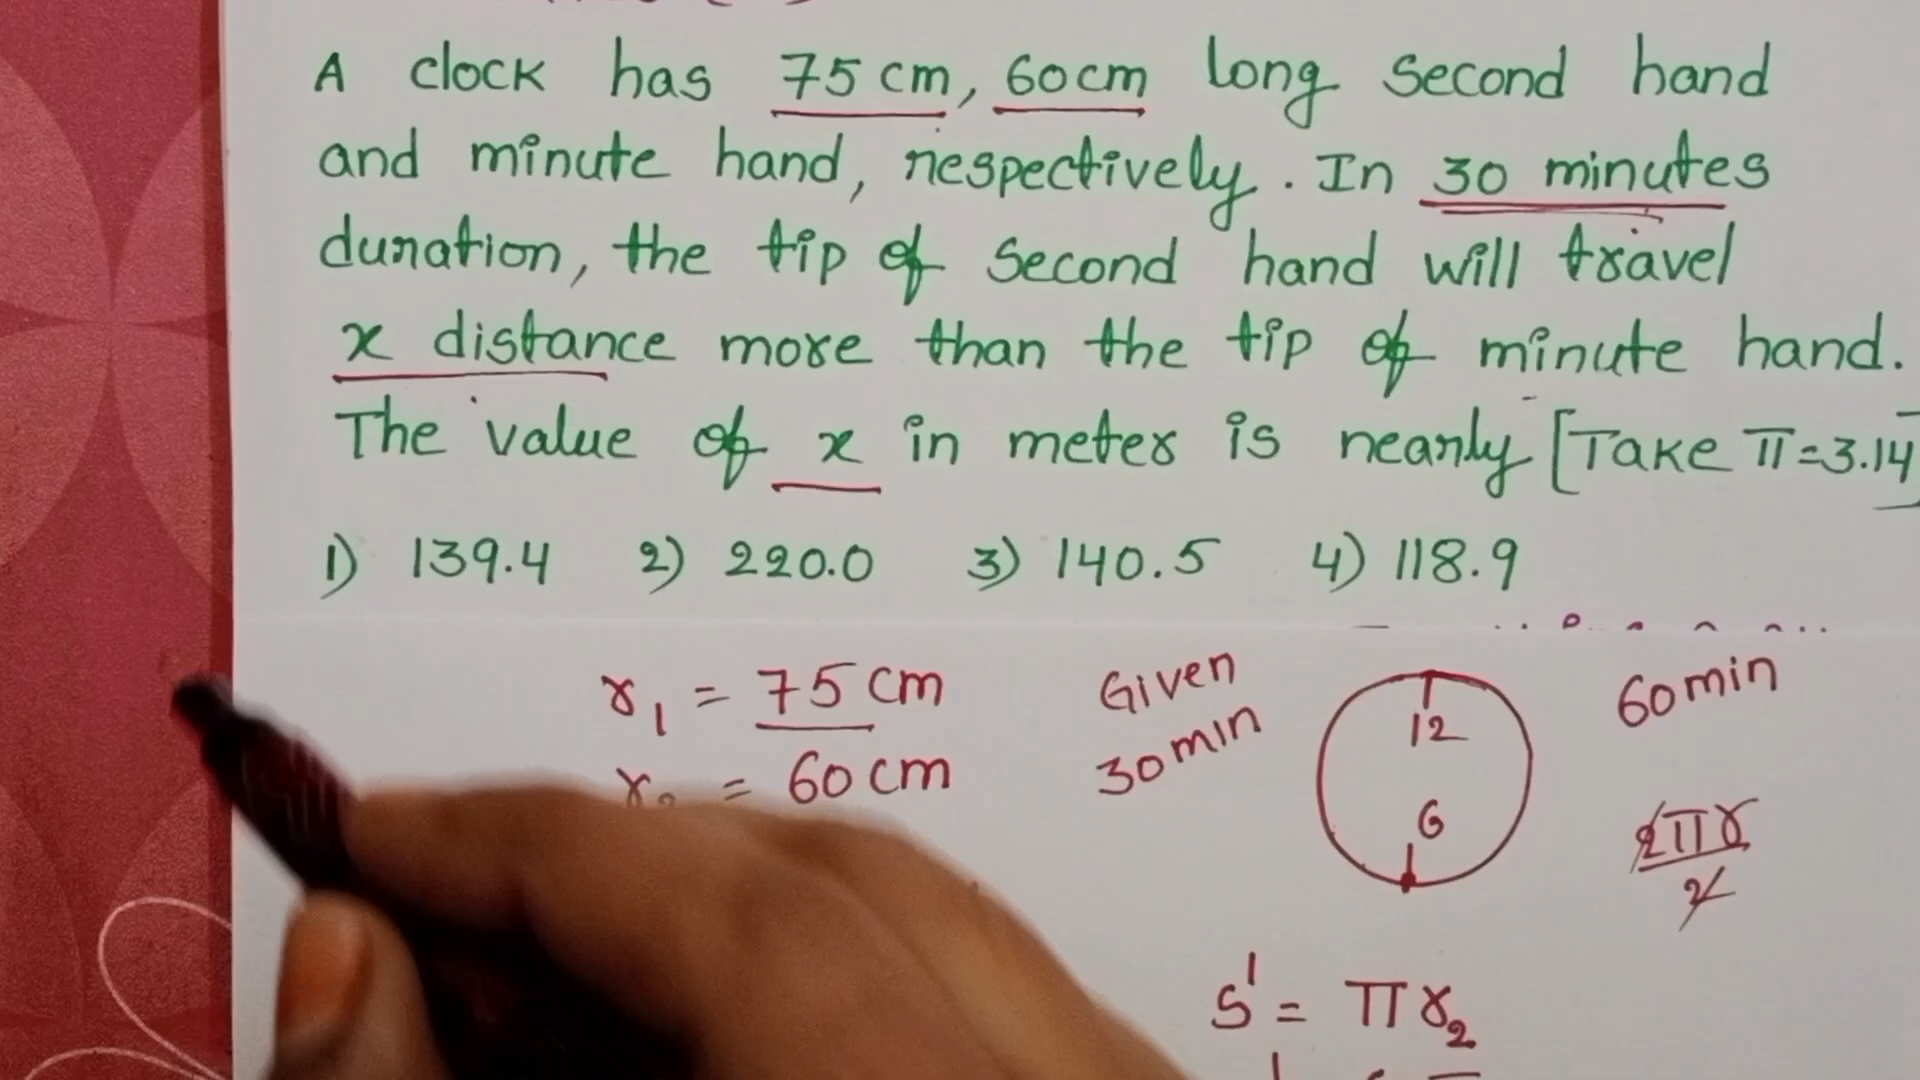 A clock has 75 cm, 60 cm long second hand
and minute hand, respectively. In 30 minutes
duration, the tip of second hand will travel
x distance more than the tip of minute hand.
The value of x in meter is nearly [Take π=3.14]
1) 139.4 2) 220.0 3) 140.5 4) 118.9
r₁ = 75 cm
r₂ = 60 cm
Given
30 min
12
6
60 min
2πr
2
S' = πr₂